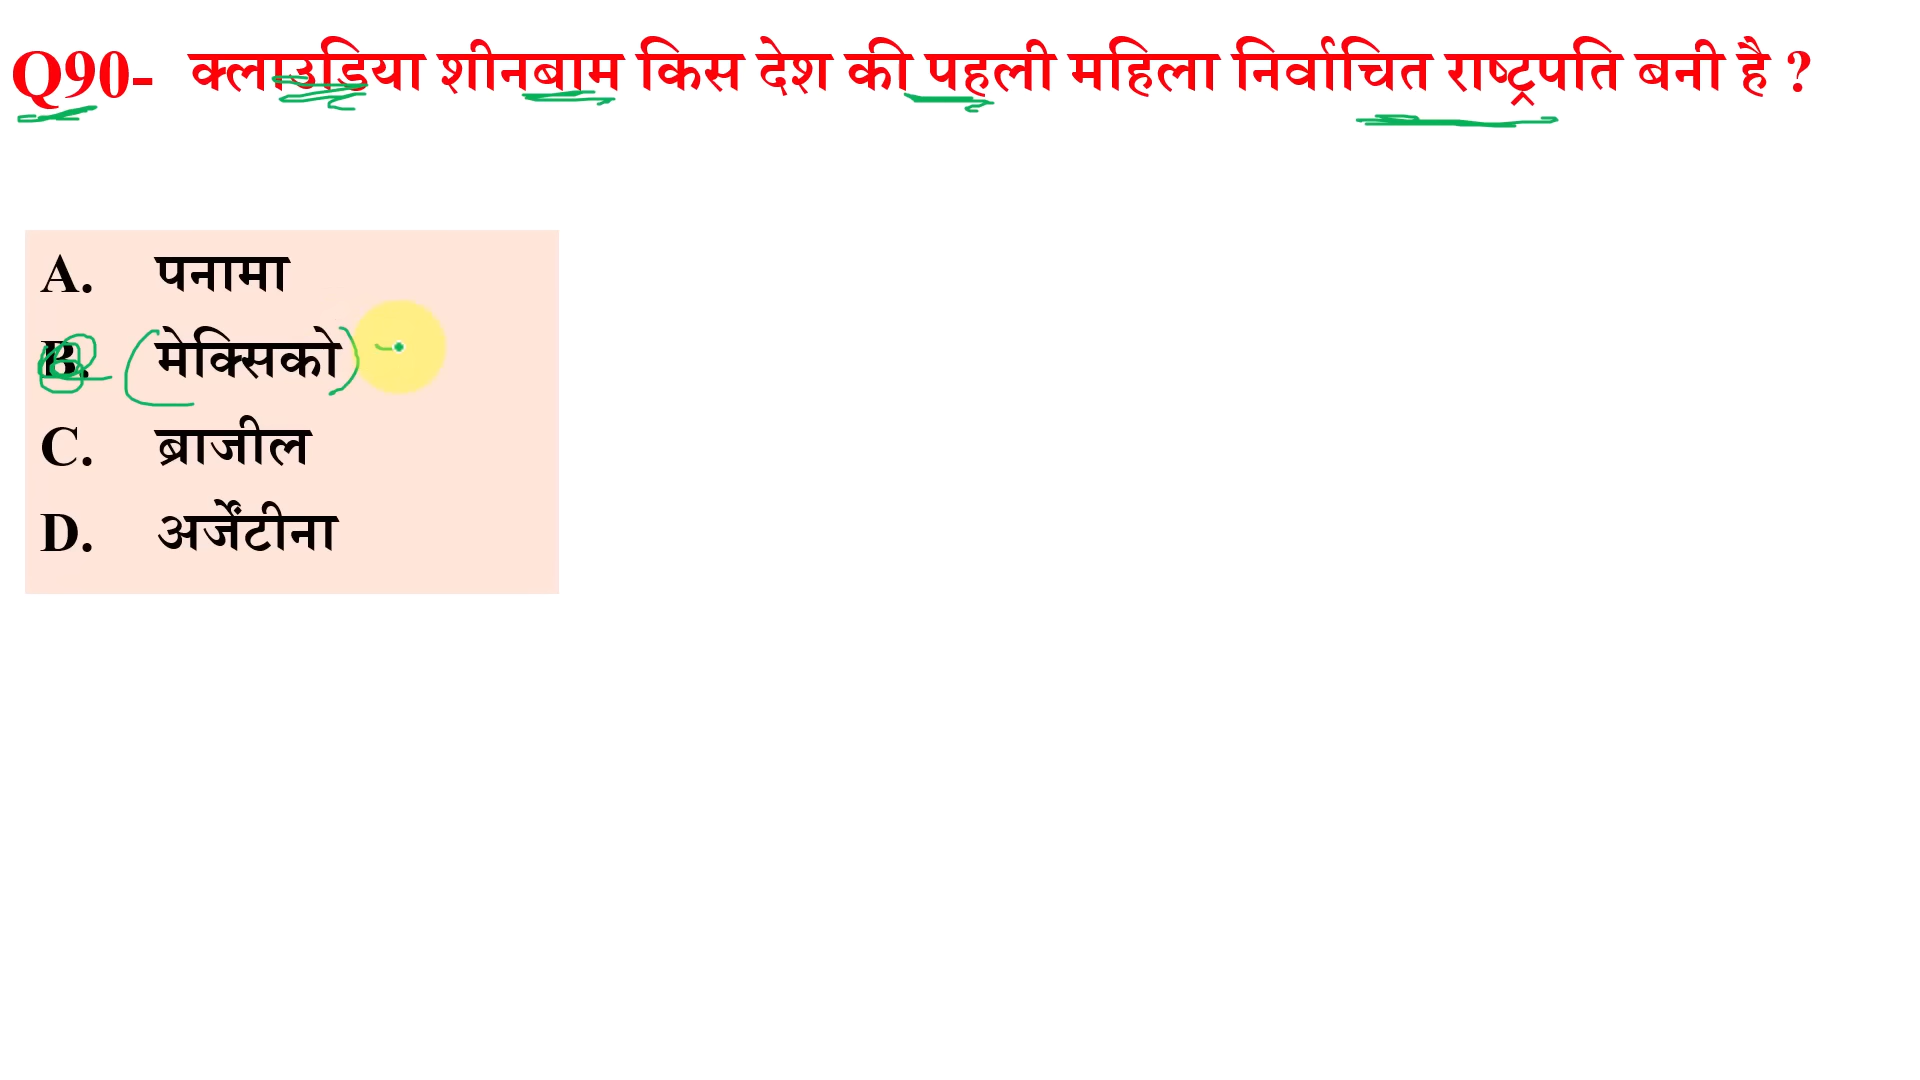 Q90- क्लाउडिया शीनबाम किस देश की पहली महिला निर्वाचित राष्ट्रपति बनी है ?
A. पनामा
B. मेक्सिको
C. ब्राजील
D. अर्जेंटीना